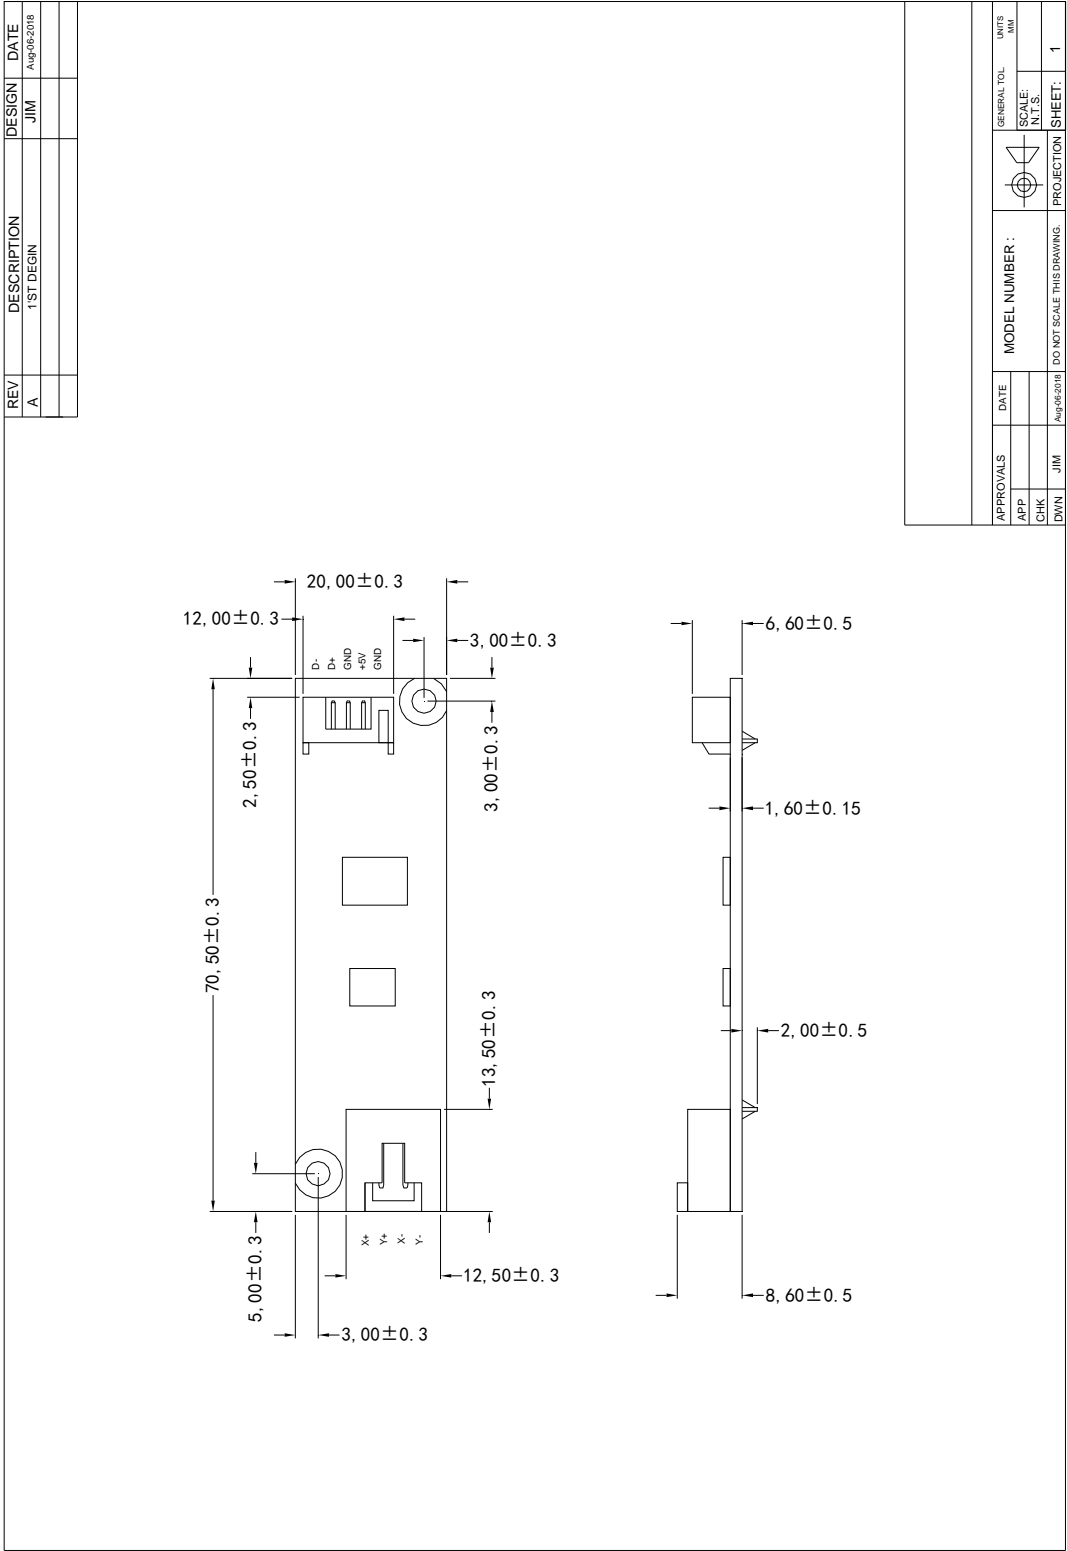 REV DESCRIPTION DESIGN DATE
A 1'ST DEGIN JIM Aug-06-2018
20,00±0.3
12,00±0.3
3,00±0.3
D-
D+
GND
+5V
GND
2,50±0.3
3,00±0.3
70,50±0.3
13,50±0.3
5,00±0.3
X+
Y+
X-
Y-
12,50±0.3
3,00±0.3
6,60±0.5
1,60±0.15
2,00±0.5
8,60±0.5
APPROVALS DATE
APP
CHK
DWN JIM Aug-06-2018
MODEL NUMBER :
DO NOT SCALE THIS DRAWING.
PROJECTION
GENERAL TOL. UNITS
MM
SCALE:
N.T.S.
SHEET: 1